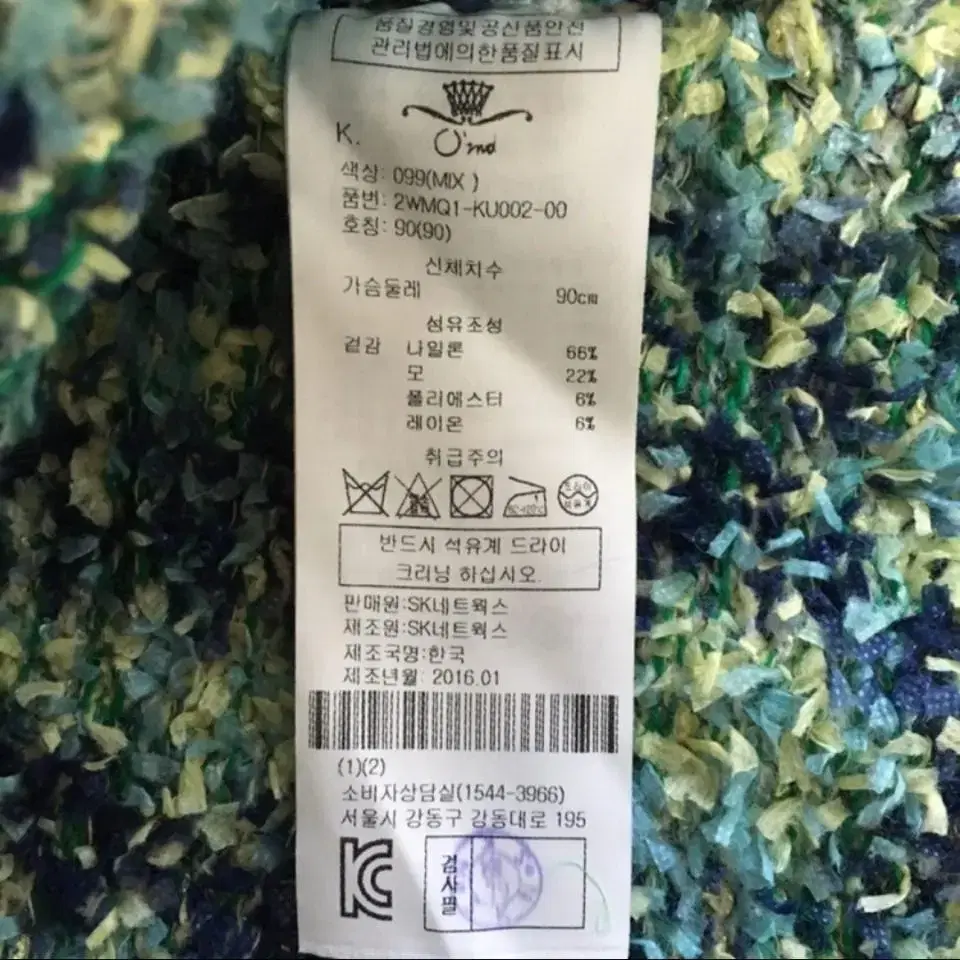 품질경영및공산품안전
관리법에의한품질표시
K.
O'2nd
색상: 099(MIX )
품번: 2WMQ1-KU002-00
호칭: 90(90)
신체치수
가슴둘레 90cm
섬유조성
겉감 나일론 66%
모 22%
폴리에스터 6%
레이온 6%
취급주의
드라이
석유계
반드시 석유계 드라이
크리닝 하십시오.
판매원:SK네트웍스
제조원:SK네트웍스
제조국명:한국
제조년월: 2016.01
(1)(2)
소비자상담실(1544-3966)
서울시 강동구 강동대로 195
검사필